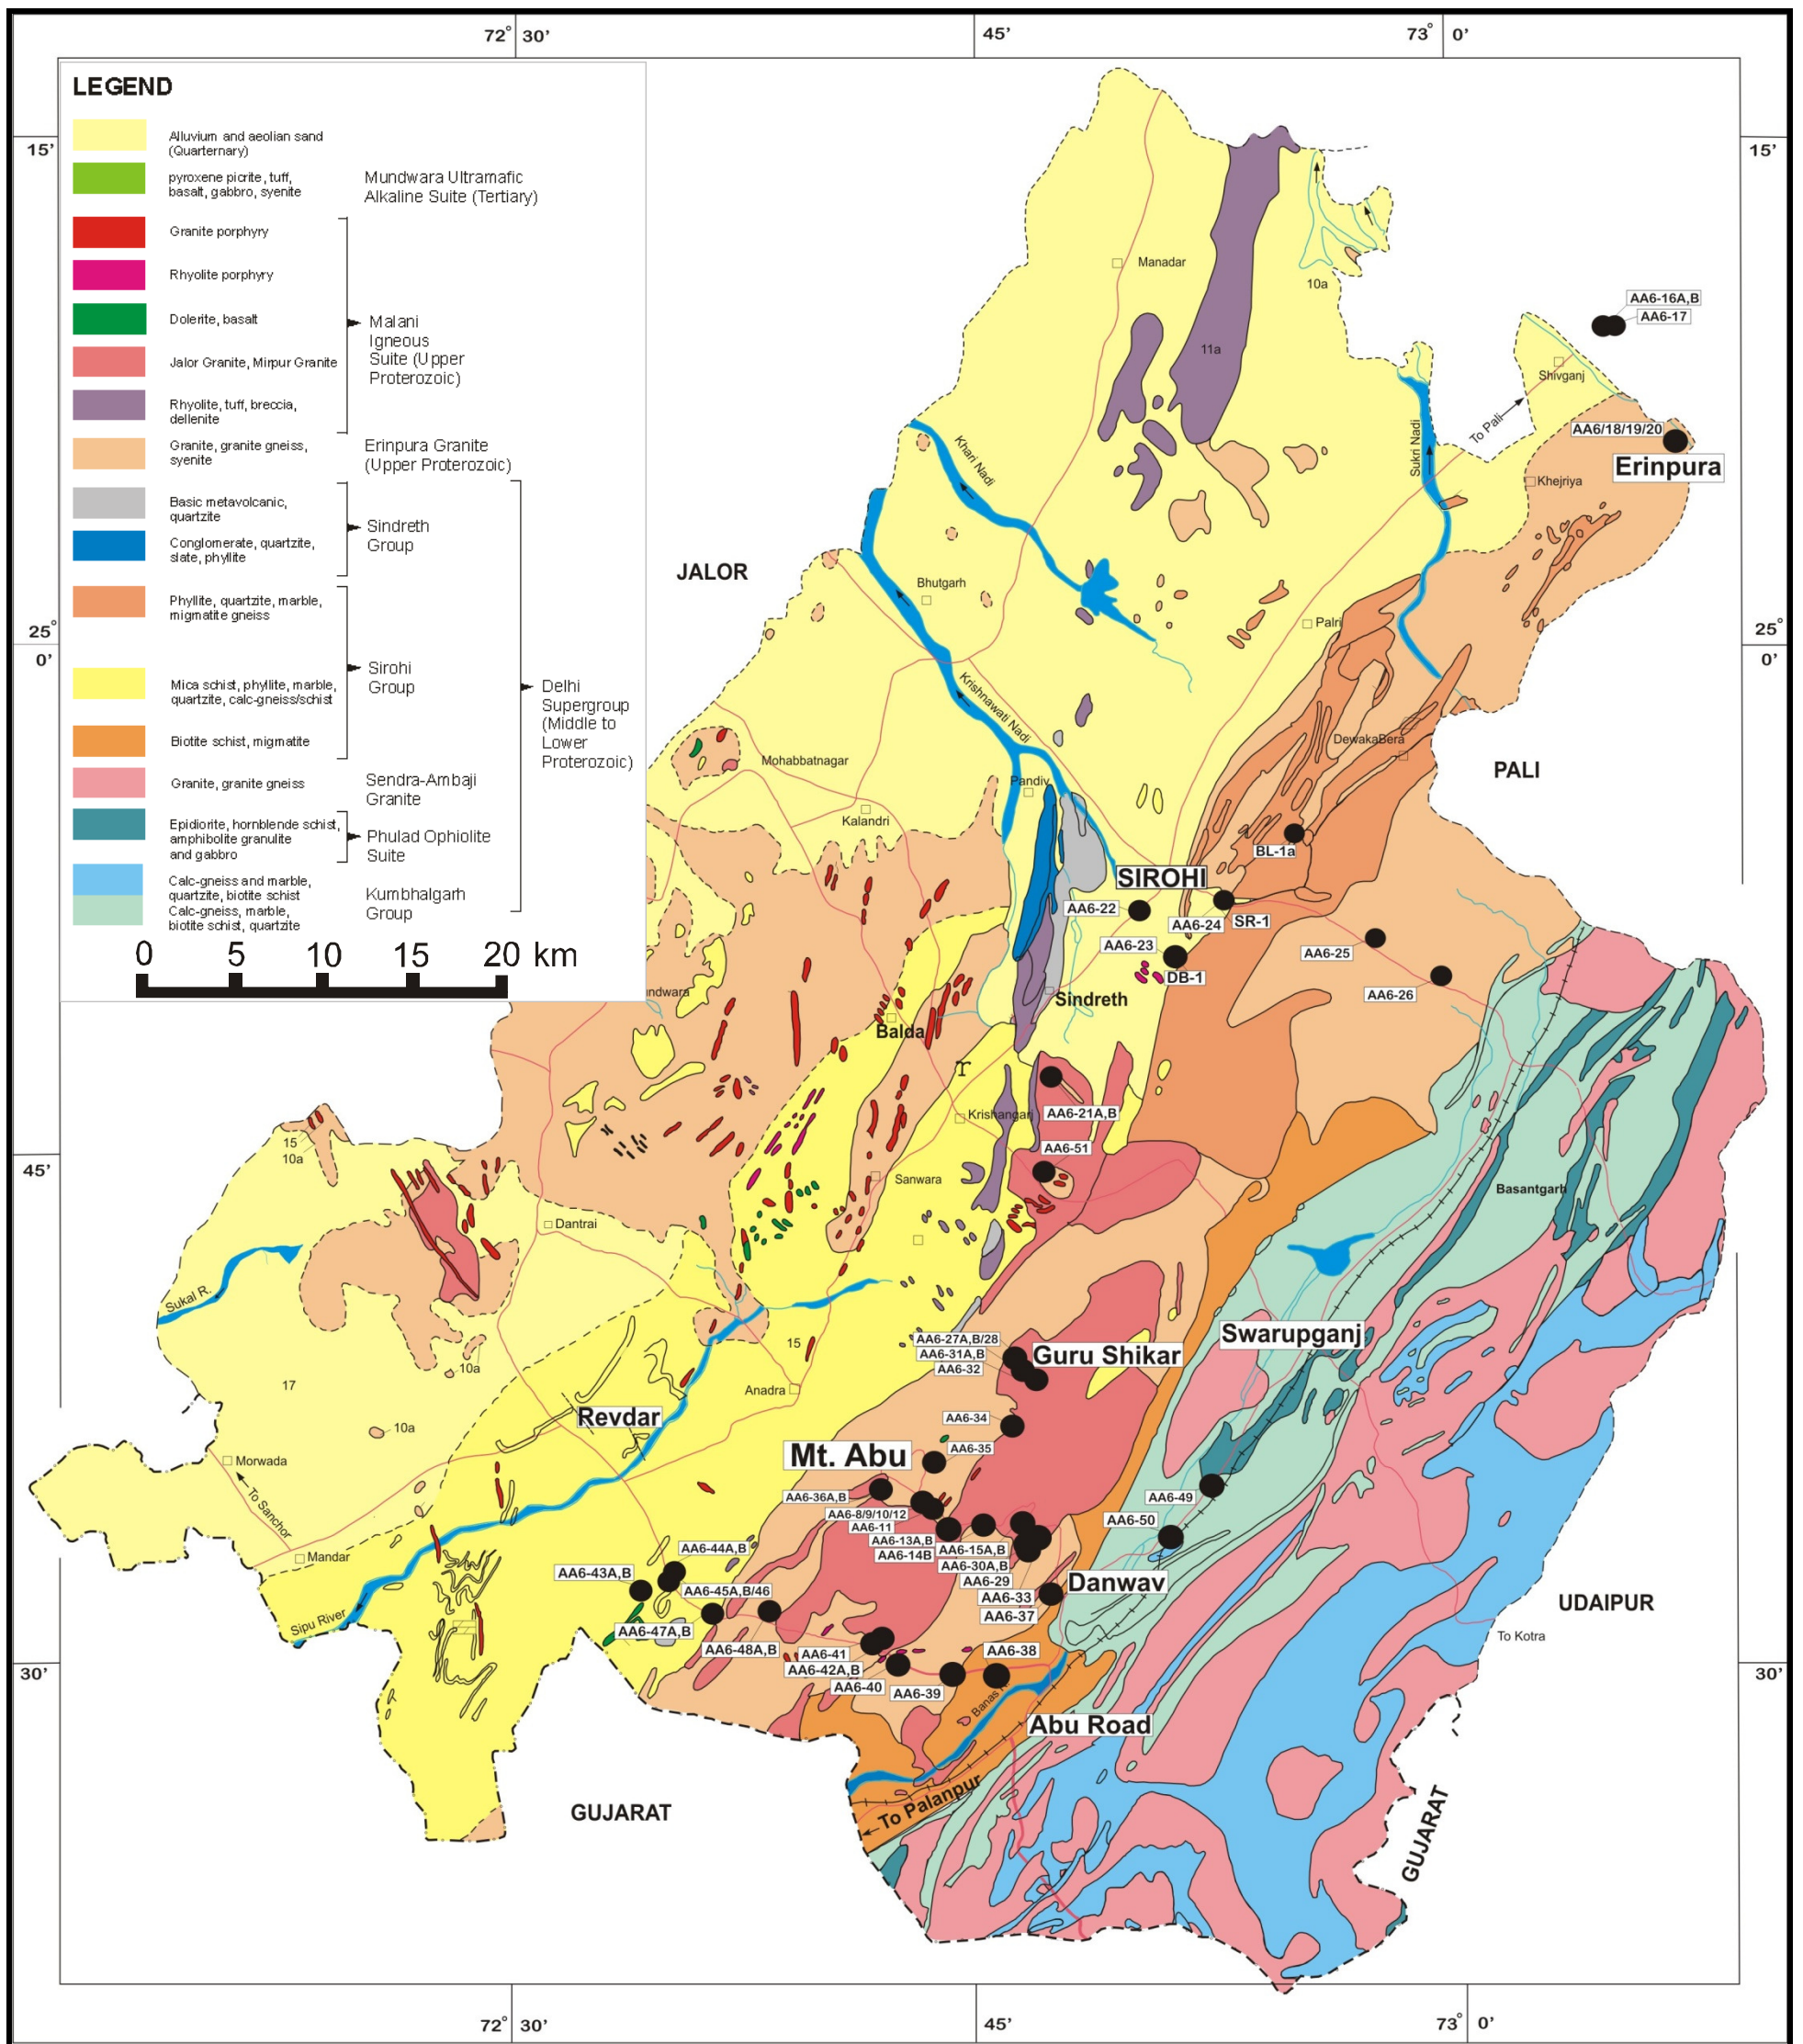 72° 30’
45’
73° 0’
LEGEND
Alluvium and aeolian sand
(Quarternary)
pyroxene picrite, tuff,
basalt, gabbro, syenite
Mundwara Ultramafic
Alkaline Suite (Tertiary)
Granite porphyry
Rhyolite porphyry
Dolerite, basalt
Jalor Granite, Mirpur Granite
Rhyolite, tuff, breccia,
dellenite
Malani
Igneous
Suite (Upper
Proterozoic)
Granite, granite gneiss,
syenite
Erinpura Granite
(Upper Proterozoic)
Basic metavolcanic,
quartzite
Conglomerate, quartzite,
slate, phyllite
Sindreth
Group
Phyllite, quartzite, marble,
migmatite gneiss
Mica schist, phyllite, marble,
quartzite, calc-gneiss/schist
Biotite schist, migmatite
Sirohi
Group
Delhi
Supergroup
(Middle to
Lower
Proterozoic)
Granite, granite gneiss
Sendra-Ambaji
Granite
Epidiorite, hornblende schist,
amphibolite granulite
and gabbro
Phulad Ophiolite
Suite
Calc-gneiss and marble,
quartzite, biotite schist
Calc-gneiss, marble,
biotite schist, quartzite
Kumbhalgarh
Group
0 5 10 15 20 km
15’
15’
Manadar
10a
11a
AA6-16A,B
AA6-17
Shivganj
To Pali
AA6/18/19/20
Erinpura
Khejriya
Sukri Nadi
Khari Nadi
JALOR
Bhutgarh
Palri
25°
0’
25°
0’
Krishnawati Nadi
DewakaBera
PALI
Mohabbatnagar
Pandiv
Kalandri
BL-1a
SIROHI
AA6-22
AA6-24
SR-1
AA6-23
DB-1
AA6-25
AA6-26
ndwara
Sindreth
Balda
r
Krishanganj
AA6-21A,B
AA6-51
15
10a
45’
45’
Sanwara
Basantgarh
Dantrai
Sukal R.
17
10a
15
AA6-27A,B/28
AA6-31A,B
AA6-32
Guru Shikar
Swarupganj
Anadra
Revdar
10a
AA6-34
Mt. Abu
AA6-35
Morwada
To Sanchor
AA6-36A,B
AA6-8/9/10/12
AA6-11
AA6-13A,B
AA6-14B
AA6-15A,B
AA6-30A,B
AA6-29
AA6-33
AA6-37
AA6-49
AA6-50
Danwav
Mandar
AA6-44A,B
AA6-43A,B
AA6-45A,B/46
AA6-47A,B
AA6-48A,B
Sipu River
UDAIPUR
To Kotra
AA6-41
AA6-42A,B
AA6-40
AA6-39
AA6-38
30’
30’
Banas
Abu Road
To Palanpur
GUJARAT
GUJARAT
72° 30’
45’
73° 0’